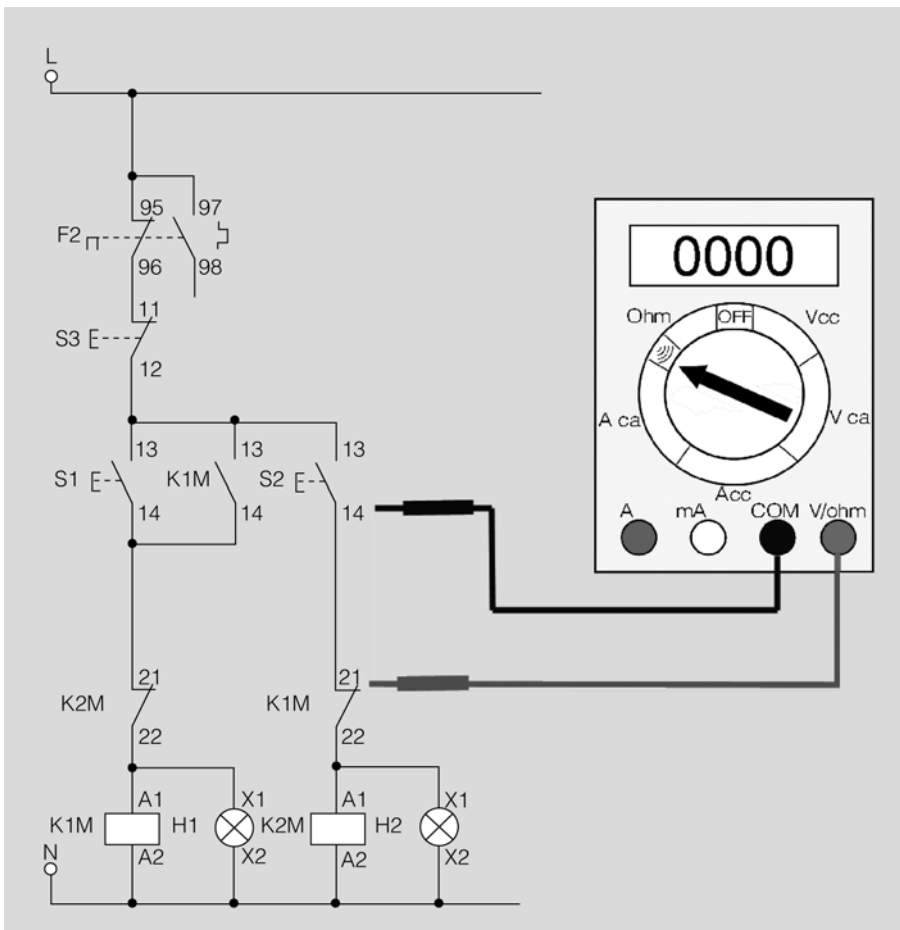 L
95 97
F2
96 98
11
S3
12
13 13 13
S1 K1M S2
14 14 14
21 21
K2M K1M
22 22
A1 X1 A1 X1
K1M H1 K2M H2
N A2 X2 A2 X2
0000
Ohm OFF Vcc
A ca V ca
Acc
A mA COM V/ohm